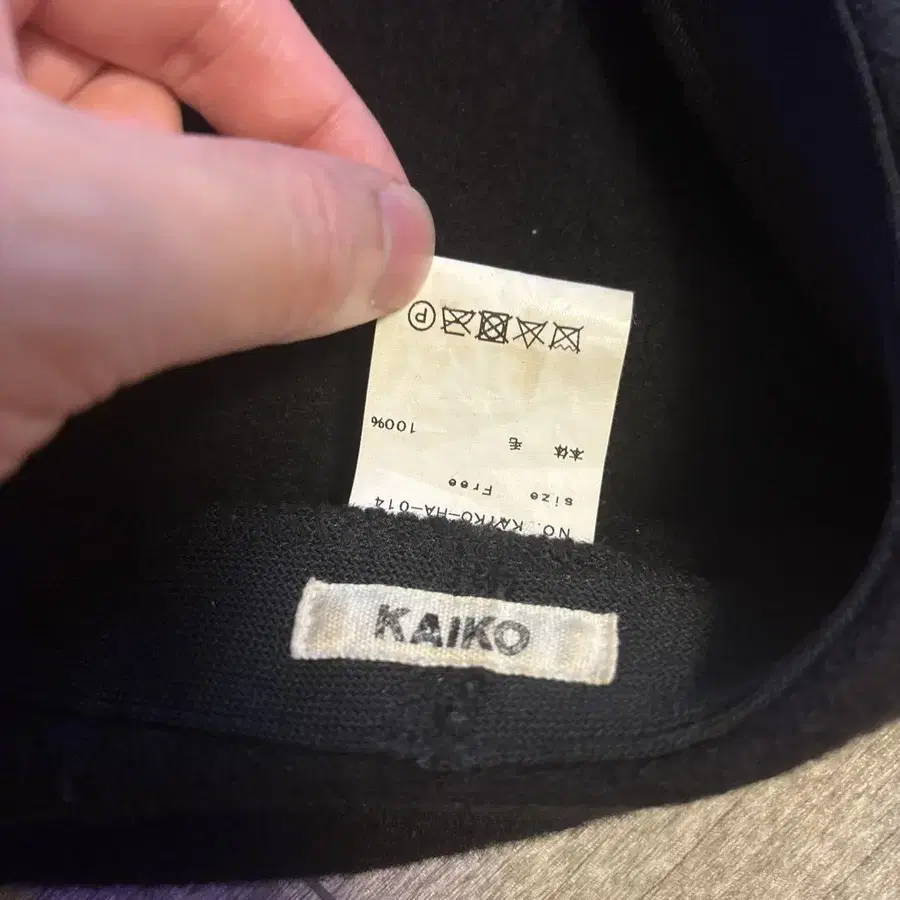 NO. KAIKO-HA-014
size Free
本体 毛 100%
P
KAIKO